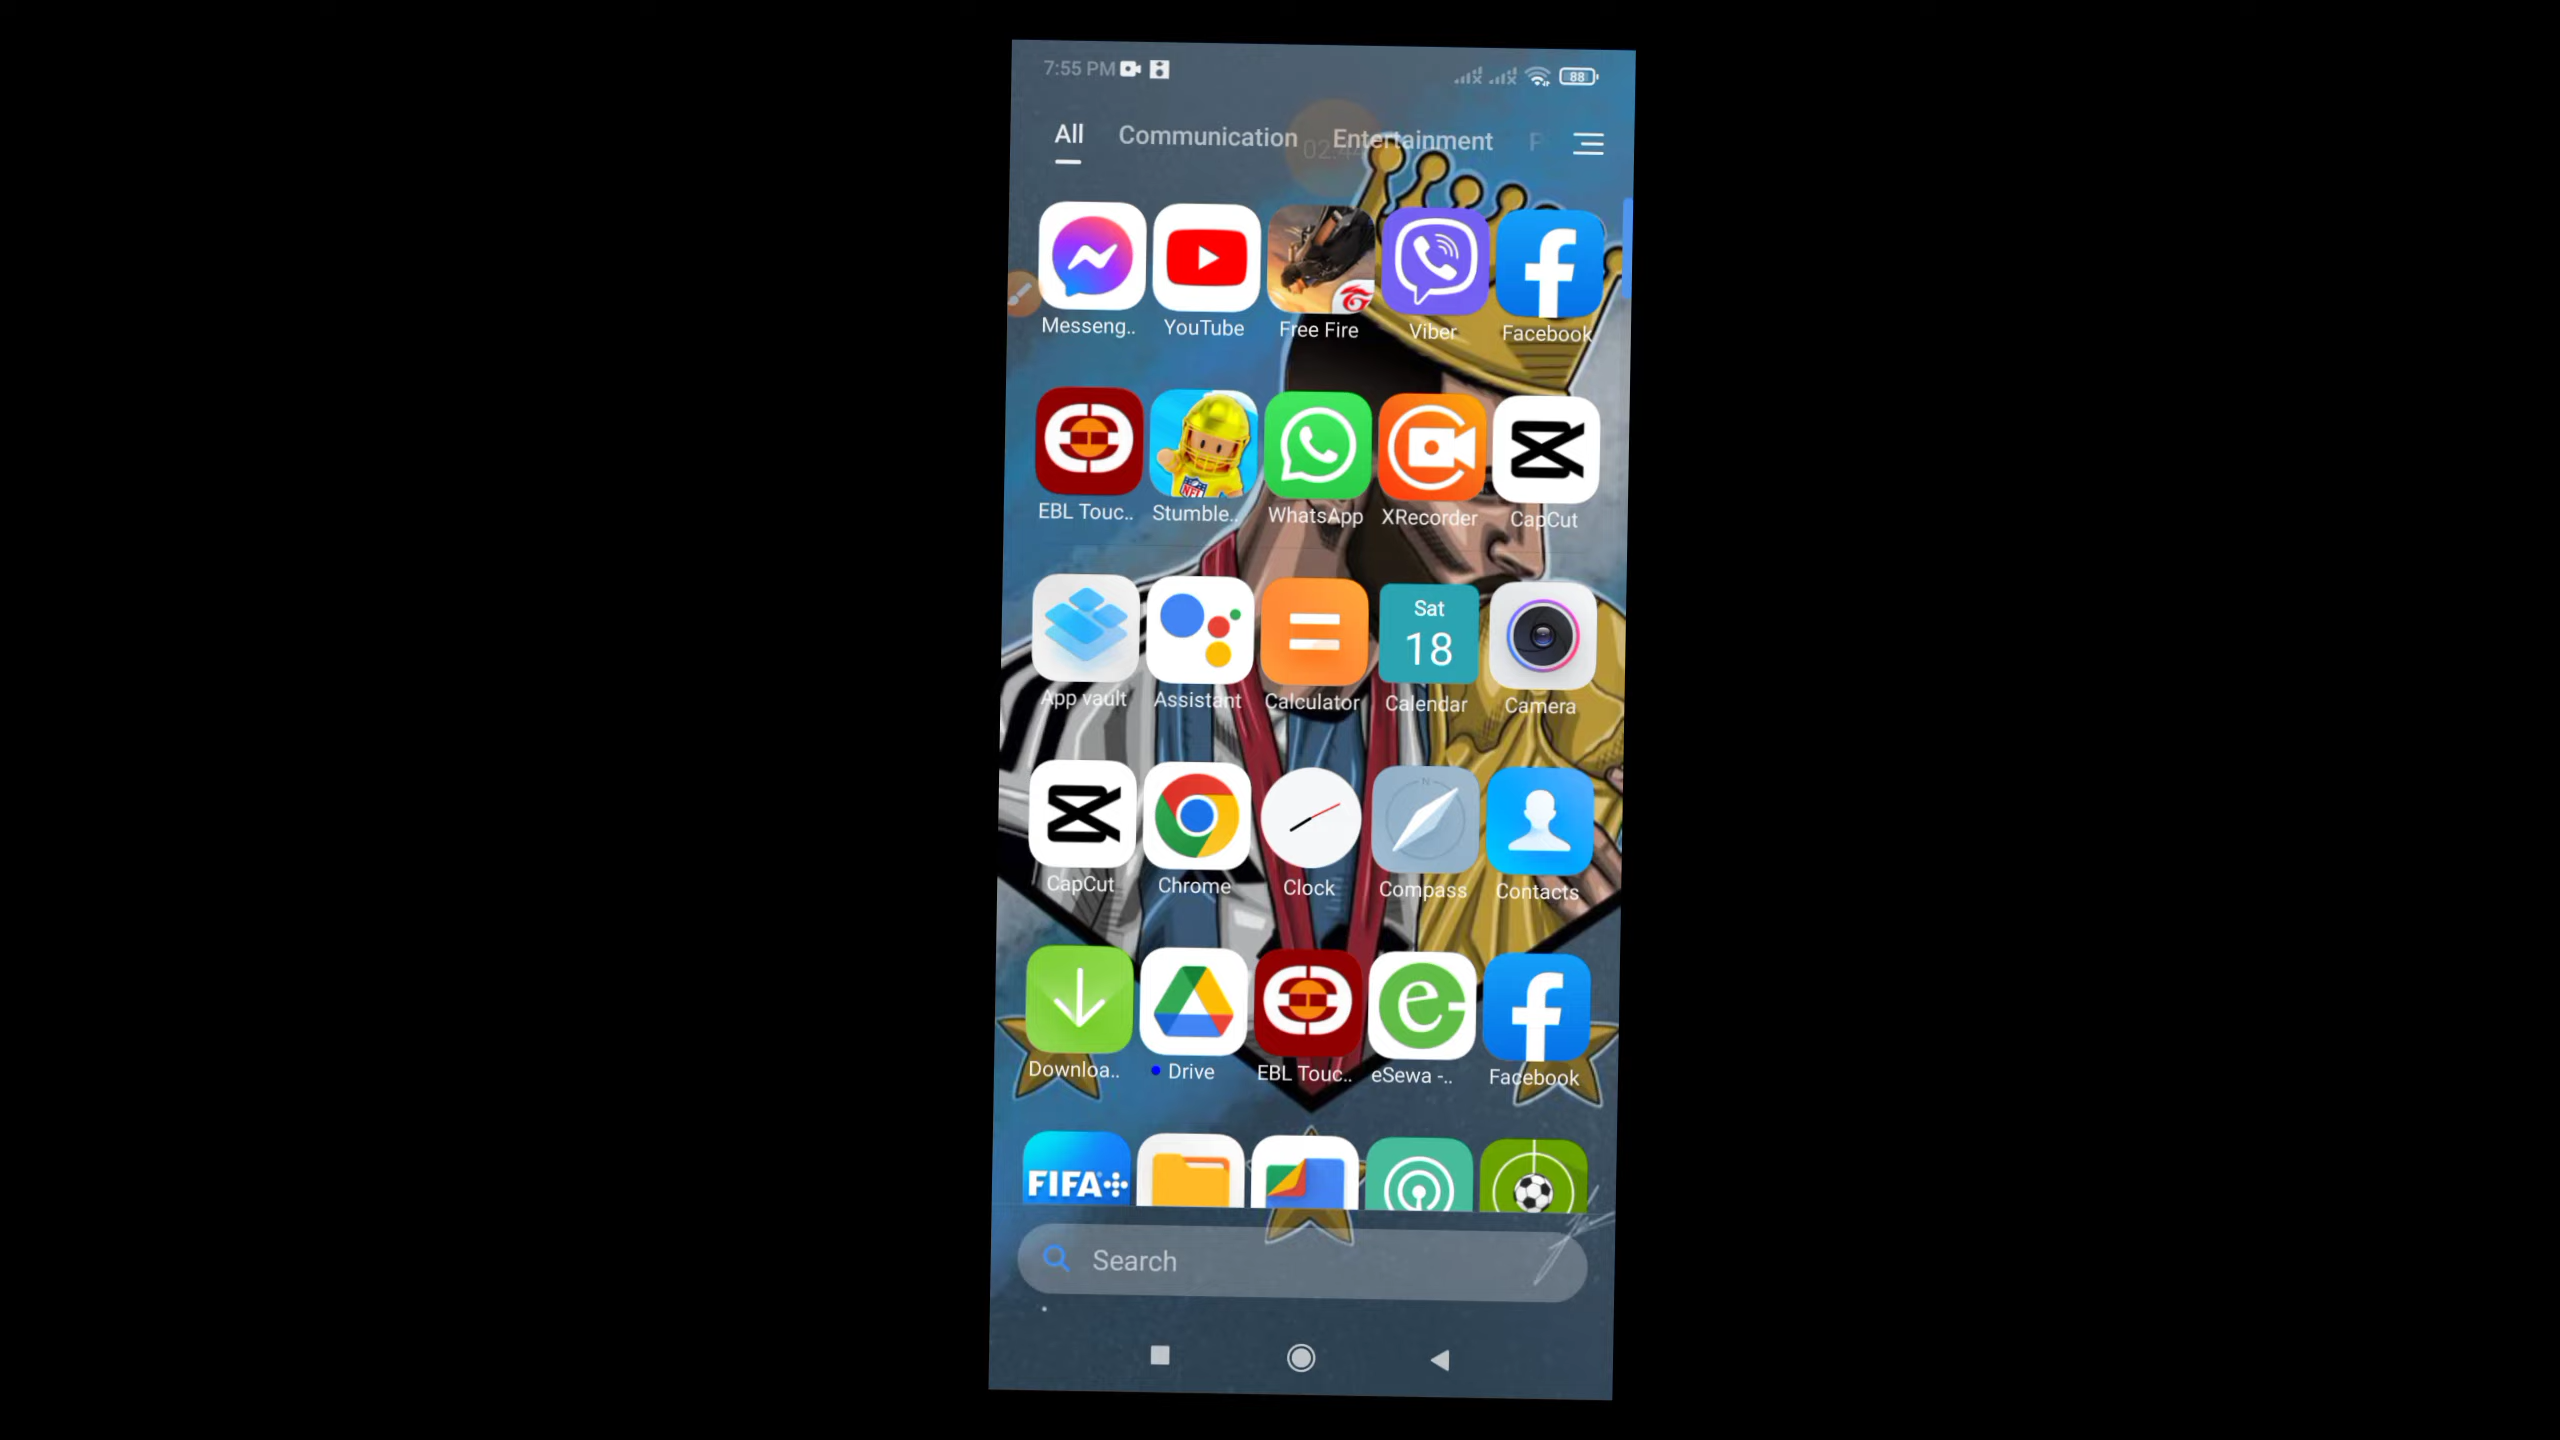 7:55 PM 88
All Communication Entertainment
Messeng.. YouTube Free Fire Viber Facebook
NFL
EBL Touc.. Stumble.. WhatsApp XRecorder CapCut
Sat
18
App vault Assistant Calculator Calendar Camera
N
CapCut Chrome Clock Compass Contacts
Downloa.. Drive EBL Touc.. eSewa -.. Facebook
FIFA+
Search